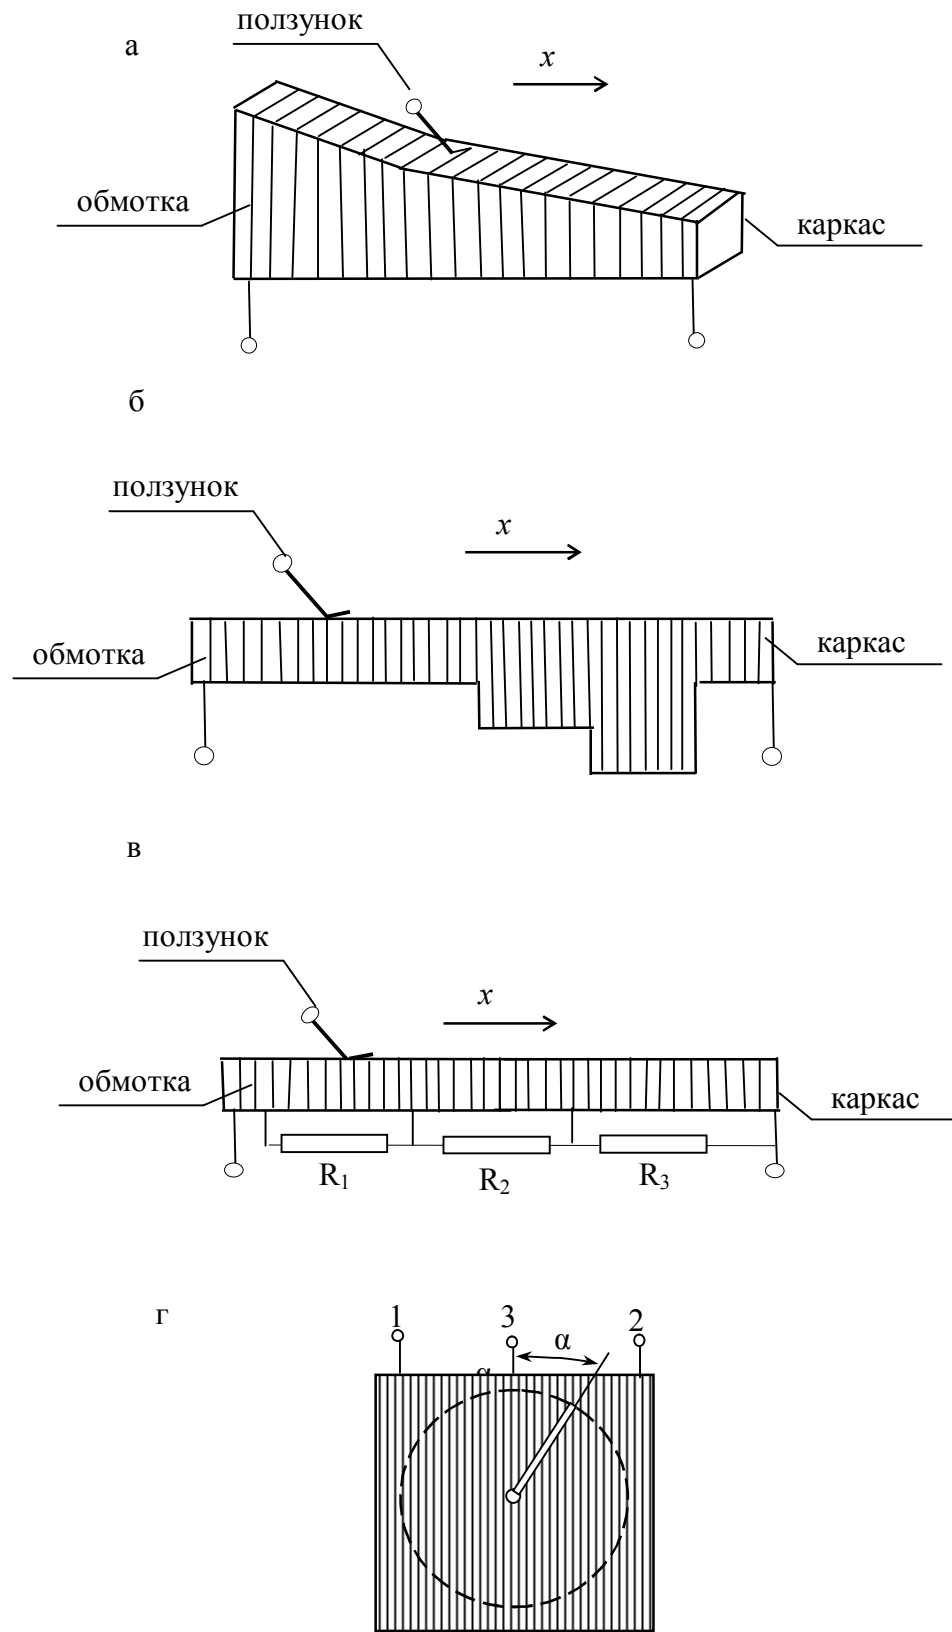 ползунок
а
x
обмотка
каркас
б
ползунок
x
обмотка
каркас
в
ползунок
x
обмотка
каркас
R₁
R₂
R₃
г
1
3
2
α
α